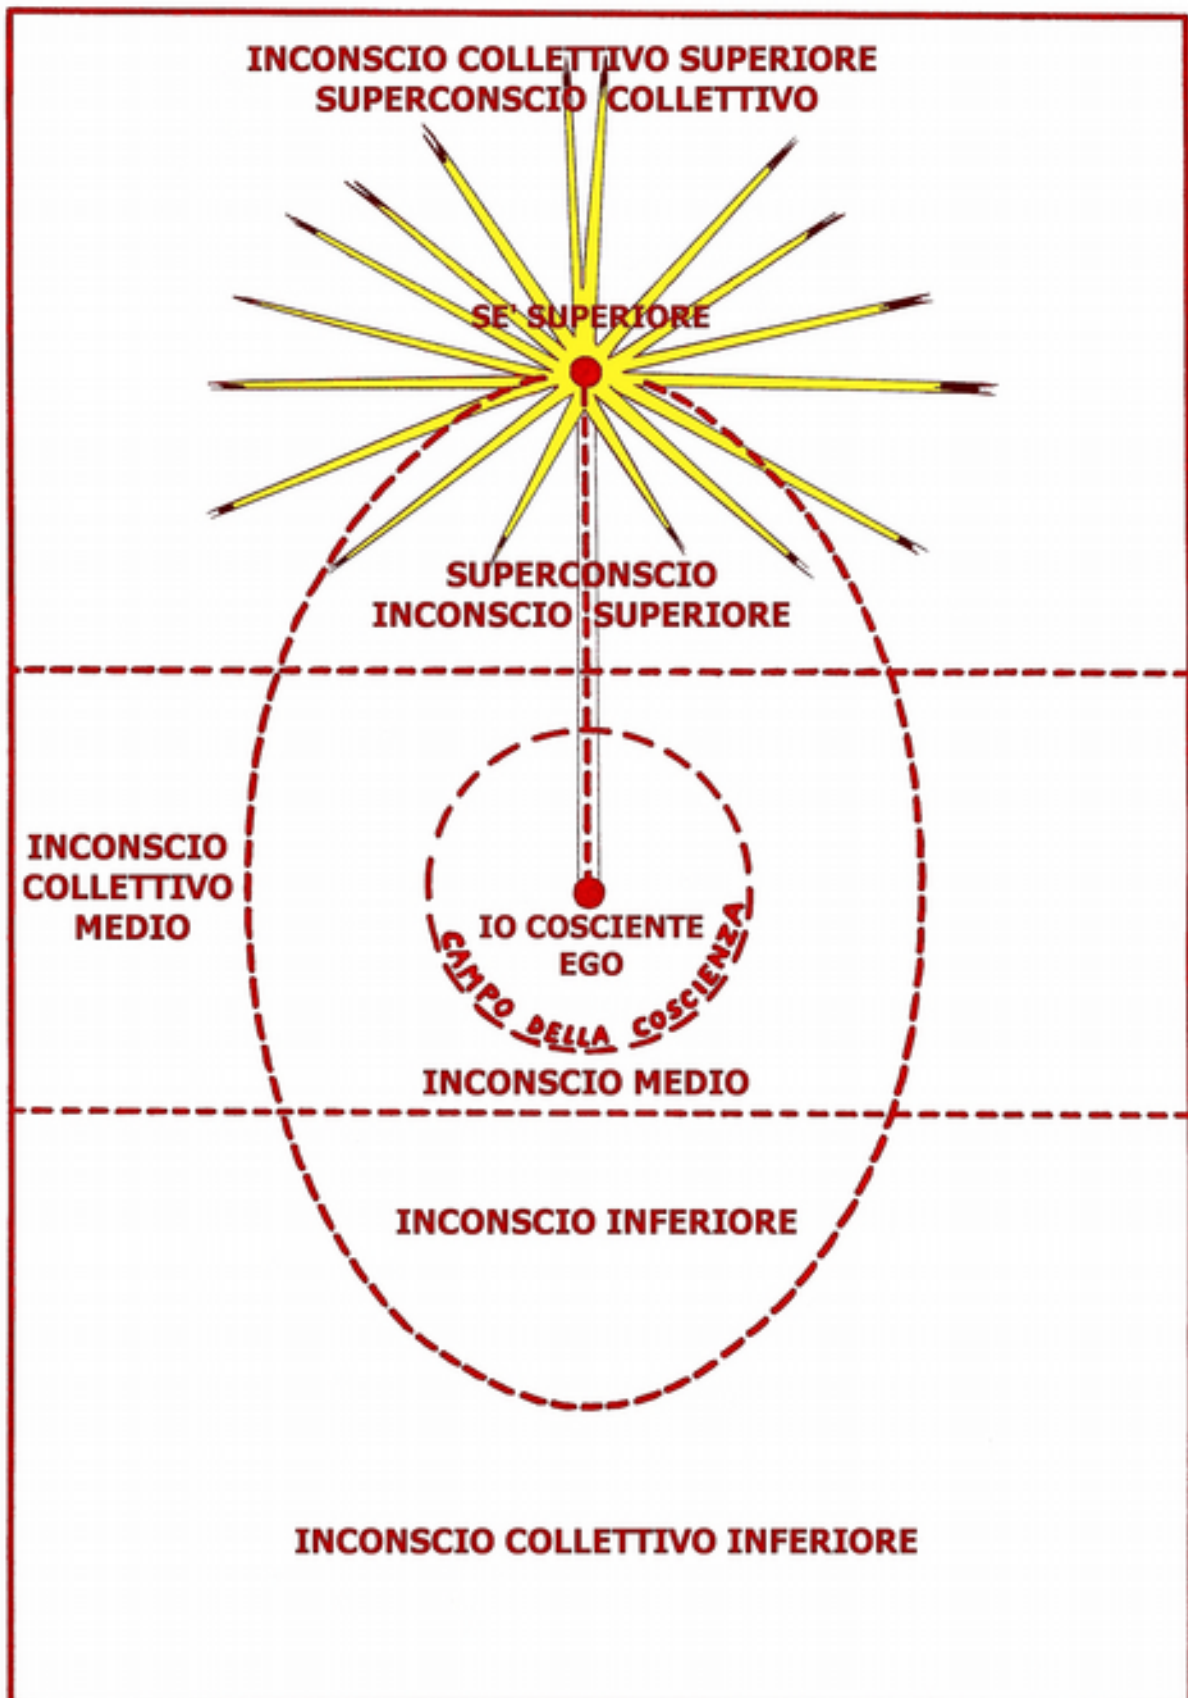 INCONSCIO COLLETTIVO SUPERIORE
SUPERCONSCIO COLLETTIVO
SE' SUPERIORE
SUPERCONSCIO
INCONSCIO SUPERIORE
INCONSCIO
COLLETTIVO
MEDIO
IO COSCIENTE
EGO
CAMPO DELLA COSCIENZA
INCONSCIO MEDIO
INCONSCIO INFERIORE
INCONSCIO COLLETTIVO INFERIORE